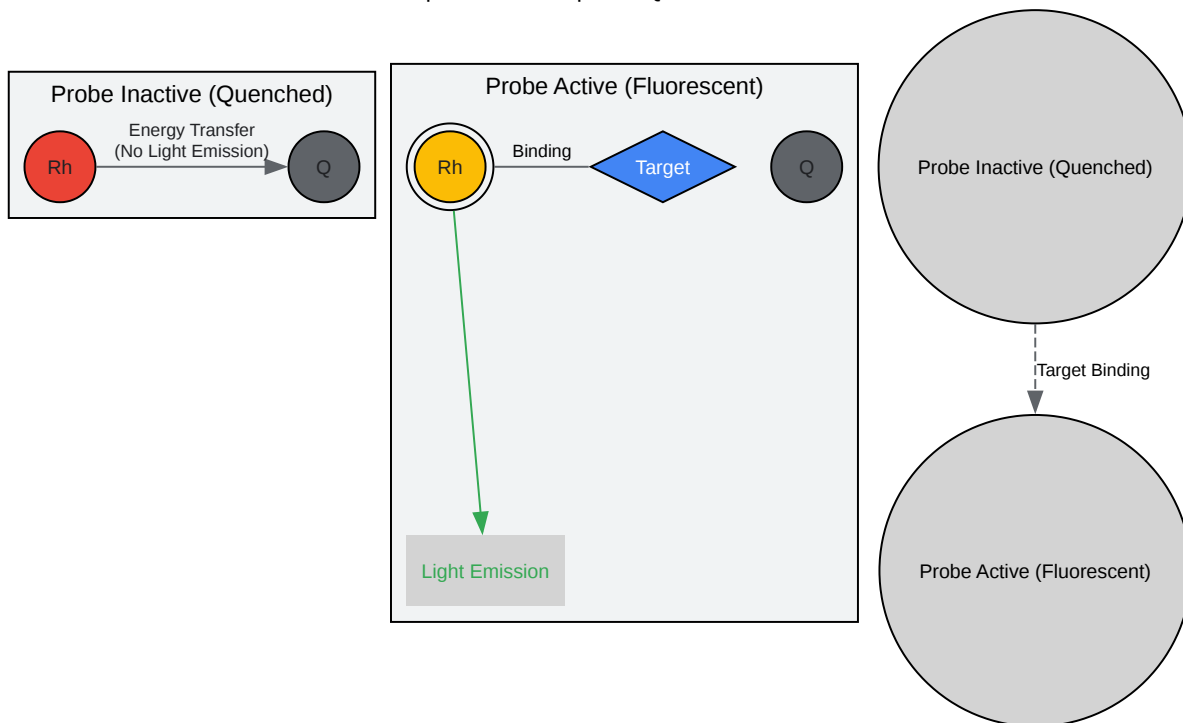 Probe Inactive (Quenched)
Energy Transfer
(No Light Emission)
Rh
Q
Probe Active (Fluorescent)
Rh
Binding
Target
Q
Light Emission
Probe Inactive (Quenched)
Target Binding
Probe Active (Fluorescent)